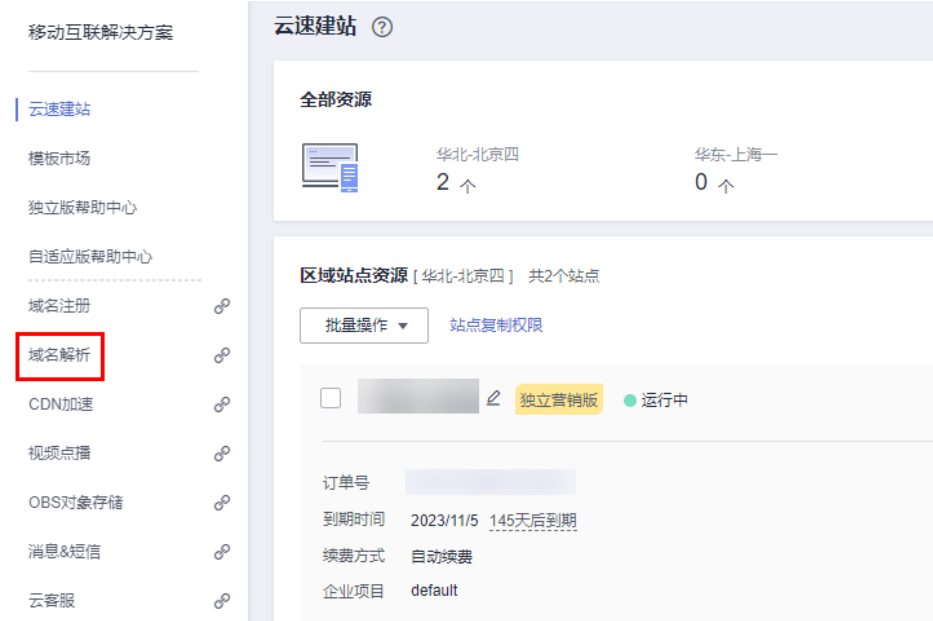 移动互联解决方案
云速建站
模板市场
独立版帮助中心
自适应版帮助中心
域名注册
域名解析
CDN加速
视频点播
OBS对象存储
消息&短信
云客服
云速建站 ?
全部资源
华北-北京四
2 个
华东-上海一
0 个
区域站点资源 [ 华北-北京四 ] 共2个站点
批量操作 站点复制权限
独立营销版 运行中
订单号
到期时间 2023/11/5 145天后到期
续费方式 自动续费
企业项目 default